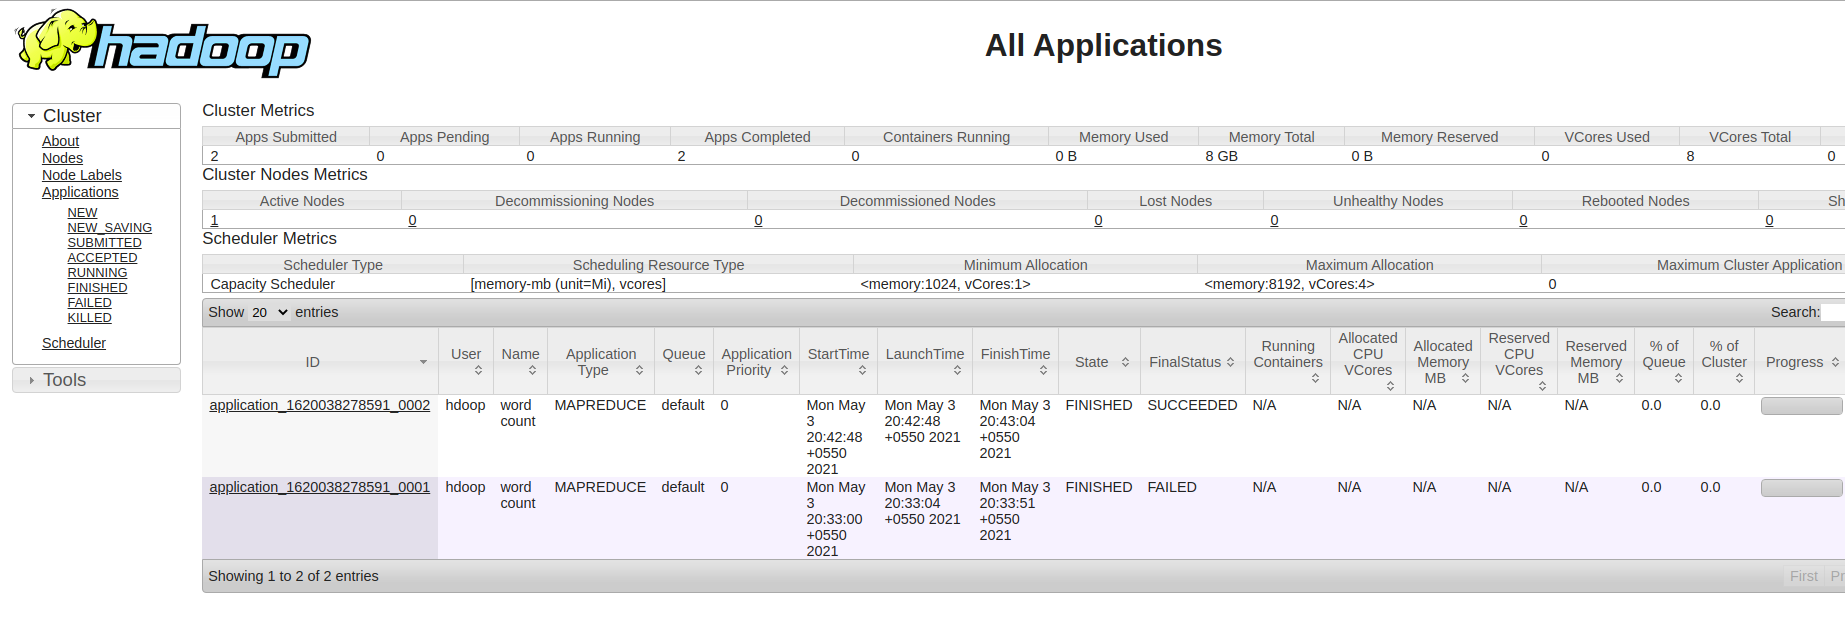 hadoop
All Applications
Cluster
About
Nodes
Node Labels
Applications
NEW
NEW_SAVING
SUBMITTED
ACCEPTED
RUNNING
FINISHED
FAILED
KILLED
Scheduler
Tools
Cluster Metrics
Apps Submitted Apps Pending Apps Running Apps Completed Containers Running Memory Used Memory Total Memory Reserved VCores Used VCores Total
2 0 0 2 0 0 B 8 GB 0 B 0 8 0
Cluster Nodes Metrics
Active Nodes Decommissioning Nodes Decommissioned Nodes Lost Nodes Unhealthy Nodes Rebooted Nodes Sh
1 0 0 0 0 0 0
Scheduler Metrics
Scheduler Type Scheduling Resource Type Minimum Allocation Maximum Allocation Maximum Cluster Application
Capacity Scheduler [memory-mb (unit=Mi), vcores] <memory:1024, vCores:1> <memory:8192, vCores:4> 0
Show 20 entries Search:
ID User Name Application Type Queue Application Priority StartTime LaunchTime FinishTime State FinalStatus Running Containers Allocated CPU VCores Allocated Memory MB Reserved CPU VCores Reserved Memory MB % of Queue % of Cluster Progress
application_1620038278591_0002 hdoop word count MAPREDUCE default 0 Mon May 3 20:42:48 +0550 2021 Mon May 3 20:42:48 +0550 2021 Mon May 3 20:43:04 +0550 2021 FINISHED SUCCEEDED N/A N/A N/A N/A N/A 0.0 0.0
application_1620038278591_0001 hdoop word count MAPREDUCE default 0 Mon May 3 20:33:00 +0550 2021 Mon May 3 20:33:04 +0550 2021 Mon May 3 20:33:51 +0550 2021 FINISHED FAILED N/A N/A N/A N/A N/A 0.0 0.0
Showing 1 to 2 of 2 entries First Pr